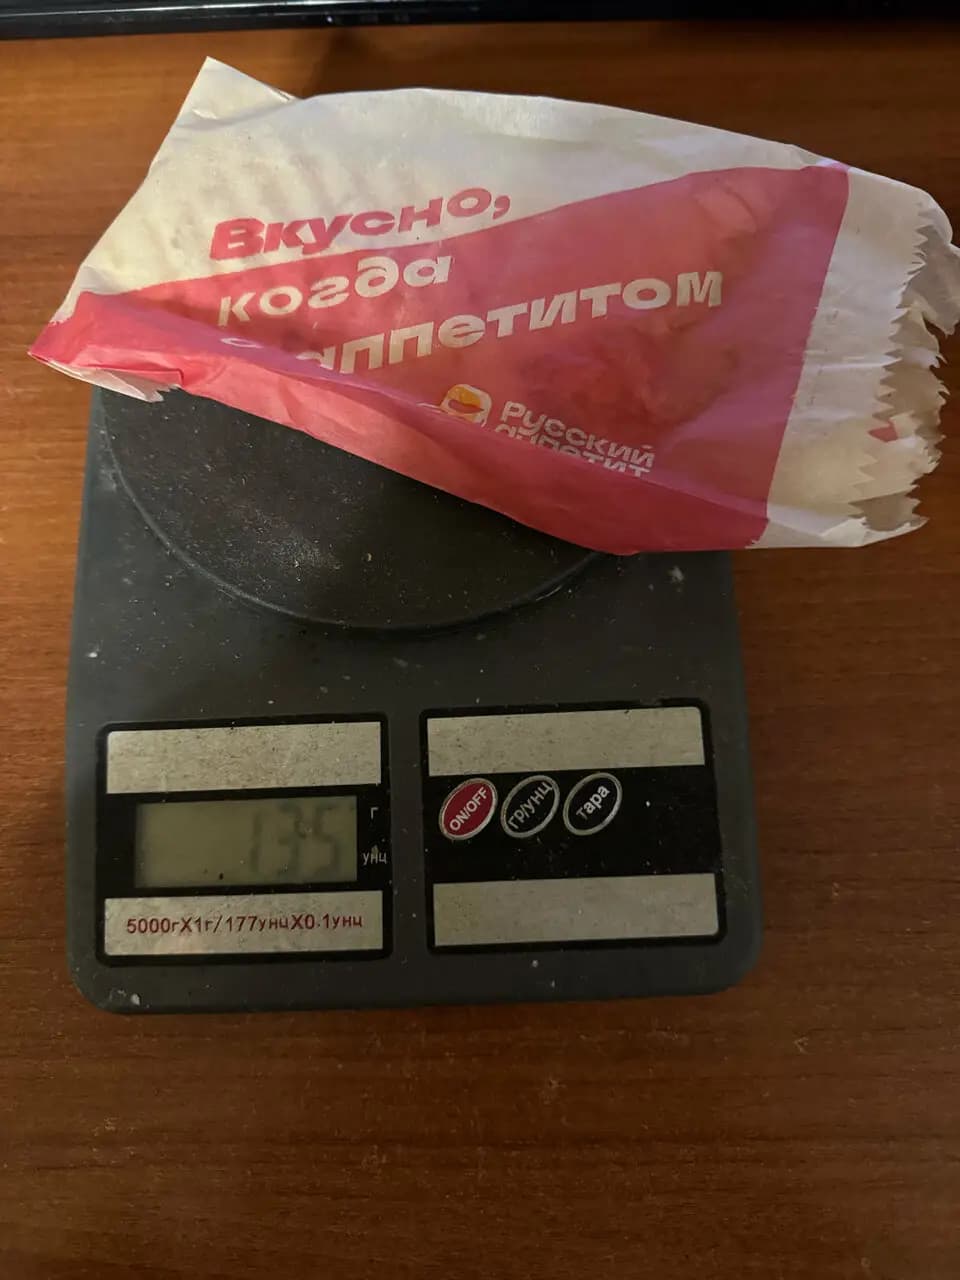 Вкусно,
когда
с аппетитом
Русский
аппетит
135
г
унц
ON/OFF
гр/унц
Тара
5000гX1г/177унцX0.1унц